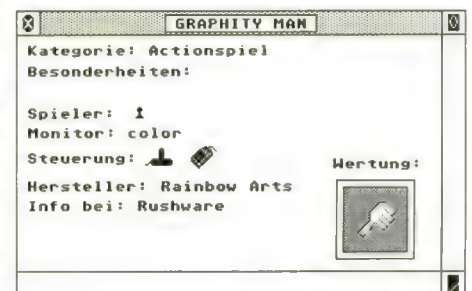 GRAPHITY MAN
Kategorie: Actionspiel
Besonderheiten:
Spieler: 1
Monitor: color
Steuerung:
Wertung:
Hersteller: Rainbow Arts
Info bei: Rushware